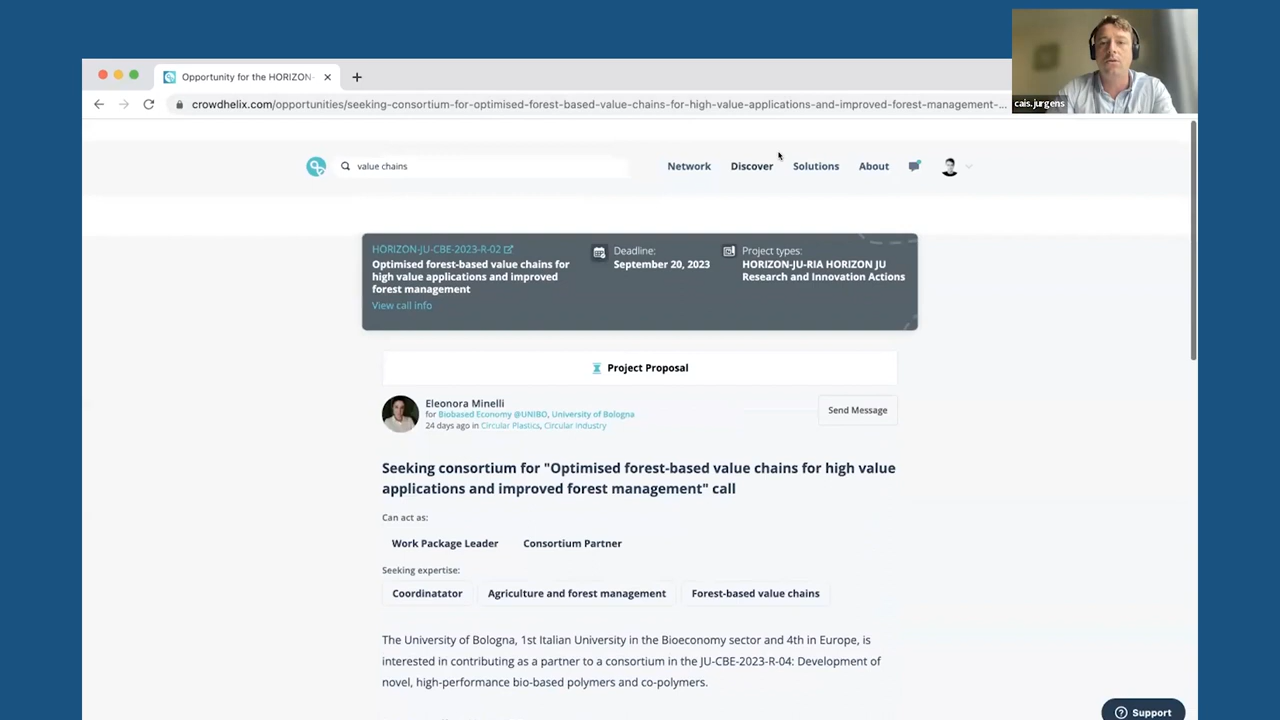 Opportunity for the HORIZON-
crowdhelix.com/opportunities/seeking-consortium-for-optimised-forest-based-value-chains-for-high-value-applications-and-improved-forest-management-...
cais.jurgens
value chains
Network
Discover
Solutions
About
HORIZON-JU-CBE-2023-R-02
Optimised forest-based value chains for
high value applications and improved
forest management
View call info
Deadline:
September 20, 2023
Project types:
HORIZON-JU-RIA HORIZON JU
Research and Innovation Actions
Project Proposal
Eleonora Minelli
for Biobased Economy @UNIBO, University of Bologna
24 days ago in Circular Plastics, Circular Industry
Send Message
Seeking consortium for "Optimised forest-based value chains for high value
applications and improved forest management" call
Can act as:
Work Package Leader
Consortium Partner
Seeking expertise:
Coordinatator
Agriculture and forest management
Forest-based value chains
The University of Bologna, 1st Italian University in the Bioeconomy sector and 4th in Europe, is
interested in contributing as a partner to a consortium in the JU-CBE-2023-R-04: Development of
novel, high-performance bio-based polymers and co-polymers.
Support